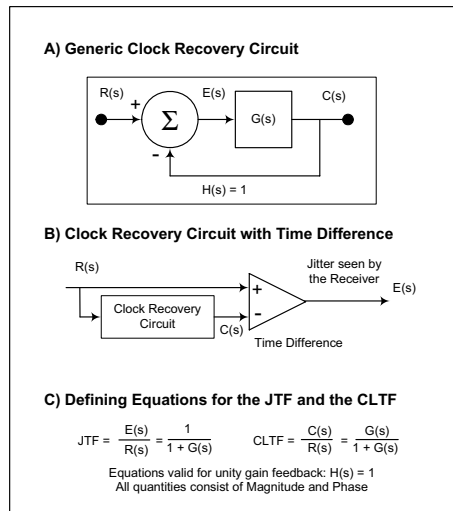 A) Generic Clock Recovery Circuit
R(s)
+
Σ
-
E(s)
G(s)
C(s)
H(s) = 1
B) Clock Recovery Circuit with Time Difference
R(s)
Clock Recovery
Circuit
C(s)
+
-
Time Difference
Jitter seen by
the Receiver
E(s)
C) Defining Equations for the JTF and the CLTF
JTF = E(s) / R(s) = 1 / 1 + G(s)
CLTF = C(s) / R(s) = G(s) / 1 + G(s)
Equations valid for unity gain feedback: H(s) = 1
All quantities consist of Magnitude and Phase